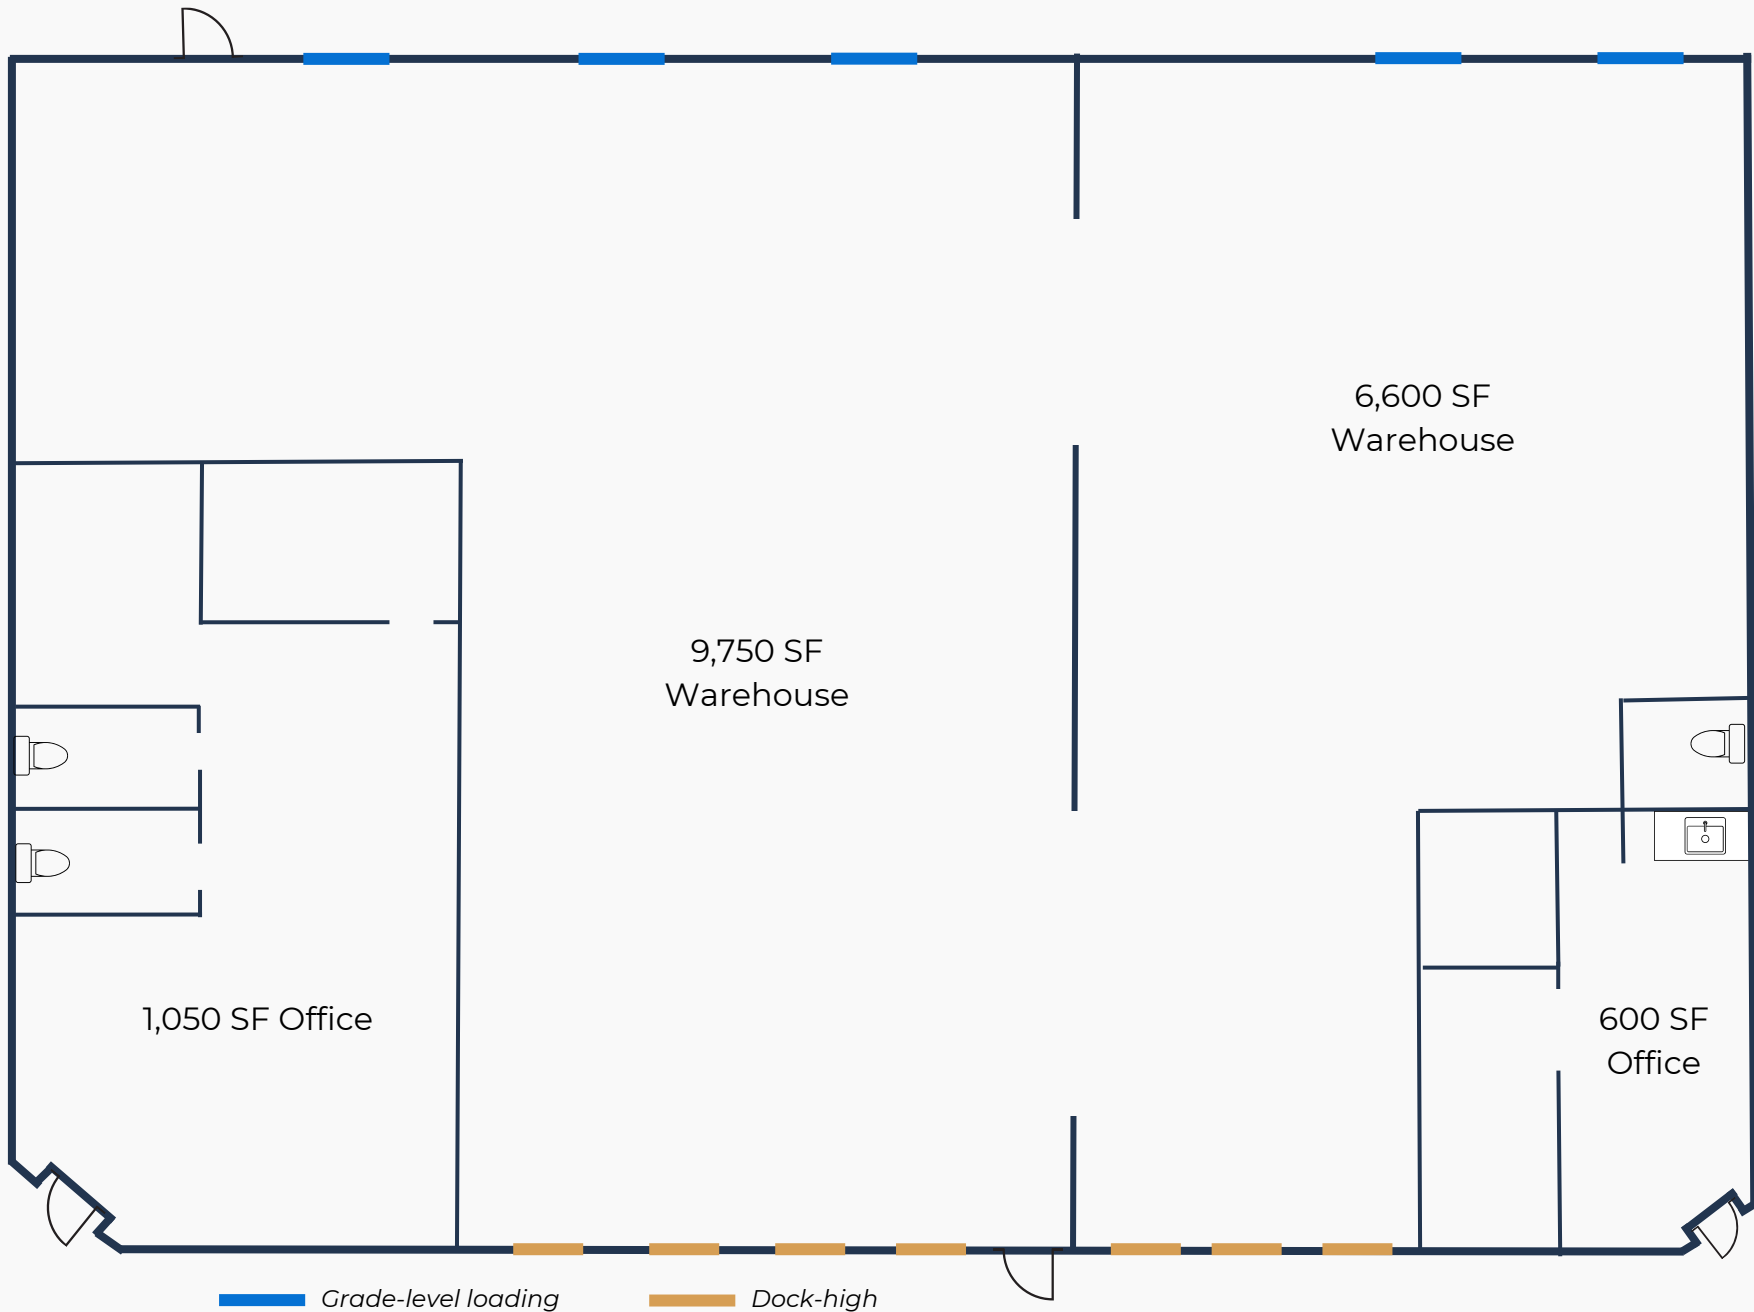 6,600 SF
Warehouse
9,750 SF
Warehouse
1,050 SF Office
600 SF
Office
Grade-level loading
Dock-high